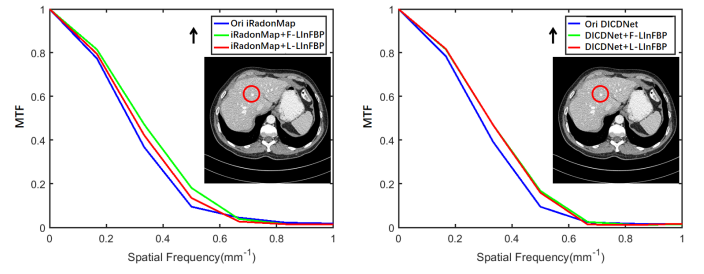 1
0.8
0.6
0.4
0.2
0
MTF
0
0.2
0.4
0.6
0.8
1
Spatial Frequency(mm⁻¹)
Ori iRadonMap
iRadonMap+F-LInFBP
iRadonMap+L-LInFBP
1
0.8
0.6
0.4
0.2
0
MTF
0
0.2
0.4
0.6
0.8
1
Spatial Frequency(mm⁻¹)
Ori DICDNet
DICDNet+F-LInFBP
DICDNet+L-LInFBP